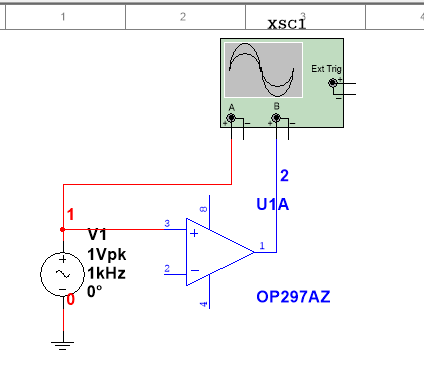 1 2 3 4
XSC1
Ext Trig
+
−
A B
+ − + −
2
1
U1A
V1
1Vpk
1kHz
0°
0
+
3
8
+
1
2
−
4
OP297AZ